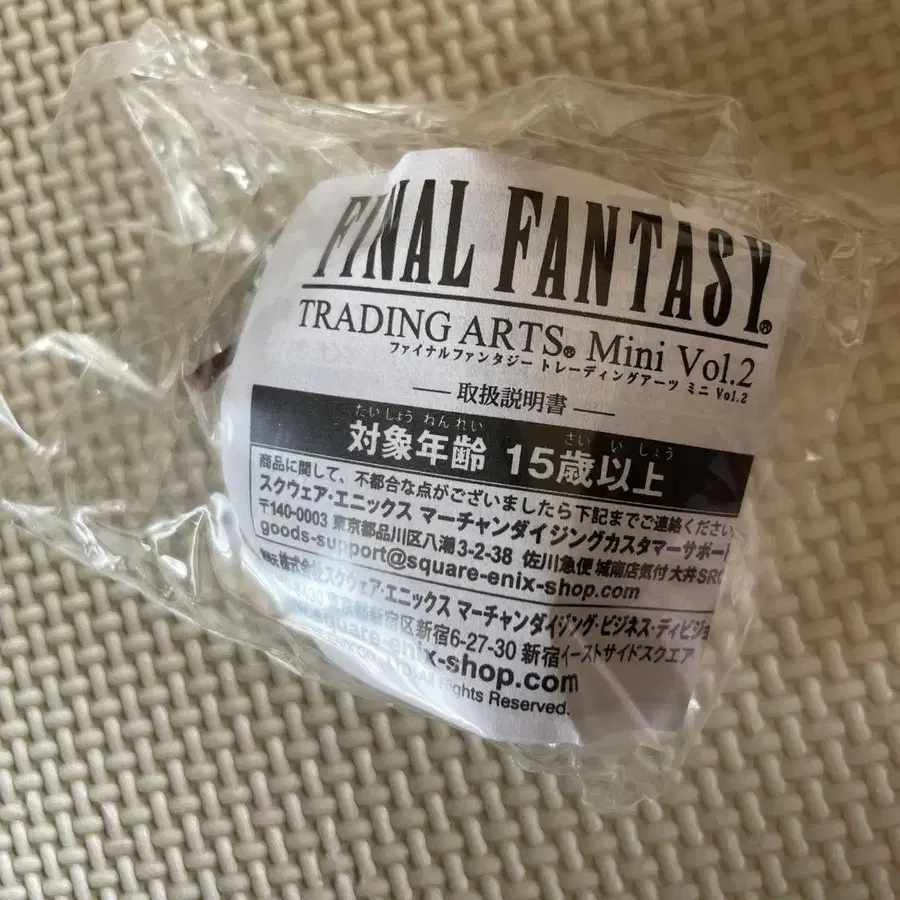 FINAL FANTASY®
TRADING ARTS® Mini Vol.2
ファイナルファンタジー トレーディングアーツ ミニ Vol.2
取扱説明書
たいしょう ねんれい さい いじょう
対象年齢 15歳以上
商品に関して、不都合な点がございましたら下記までご連絡ください
スクウェア・エニックス マーチャンダイジングカスタマーサポート
〒140-0003 東京都品川区八潮3-2-38 佐川急便 城南店気付 大井SRC
goods-support@square-enix-shop.com
株式会社スクウェア・エニックス マーチャンダイジング・ビジネス・ディビジョ
8430 東京都新宿区新宿6-27-30 新宿イーストサイドスクエア
square-enix-shop.com
All Rights Reserved.